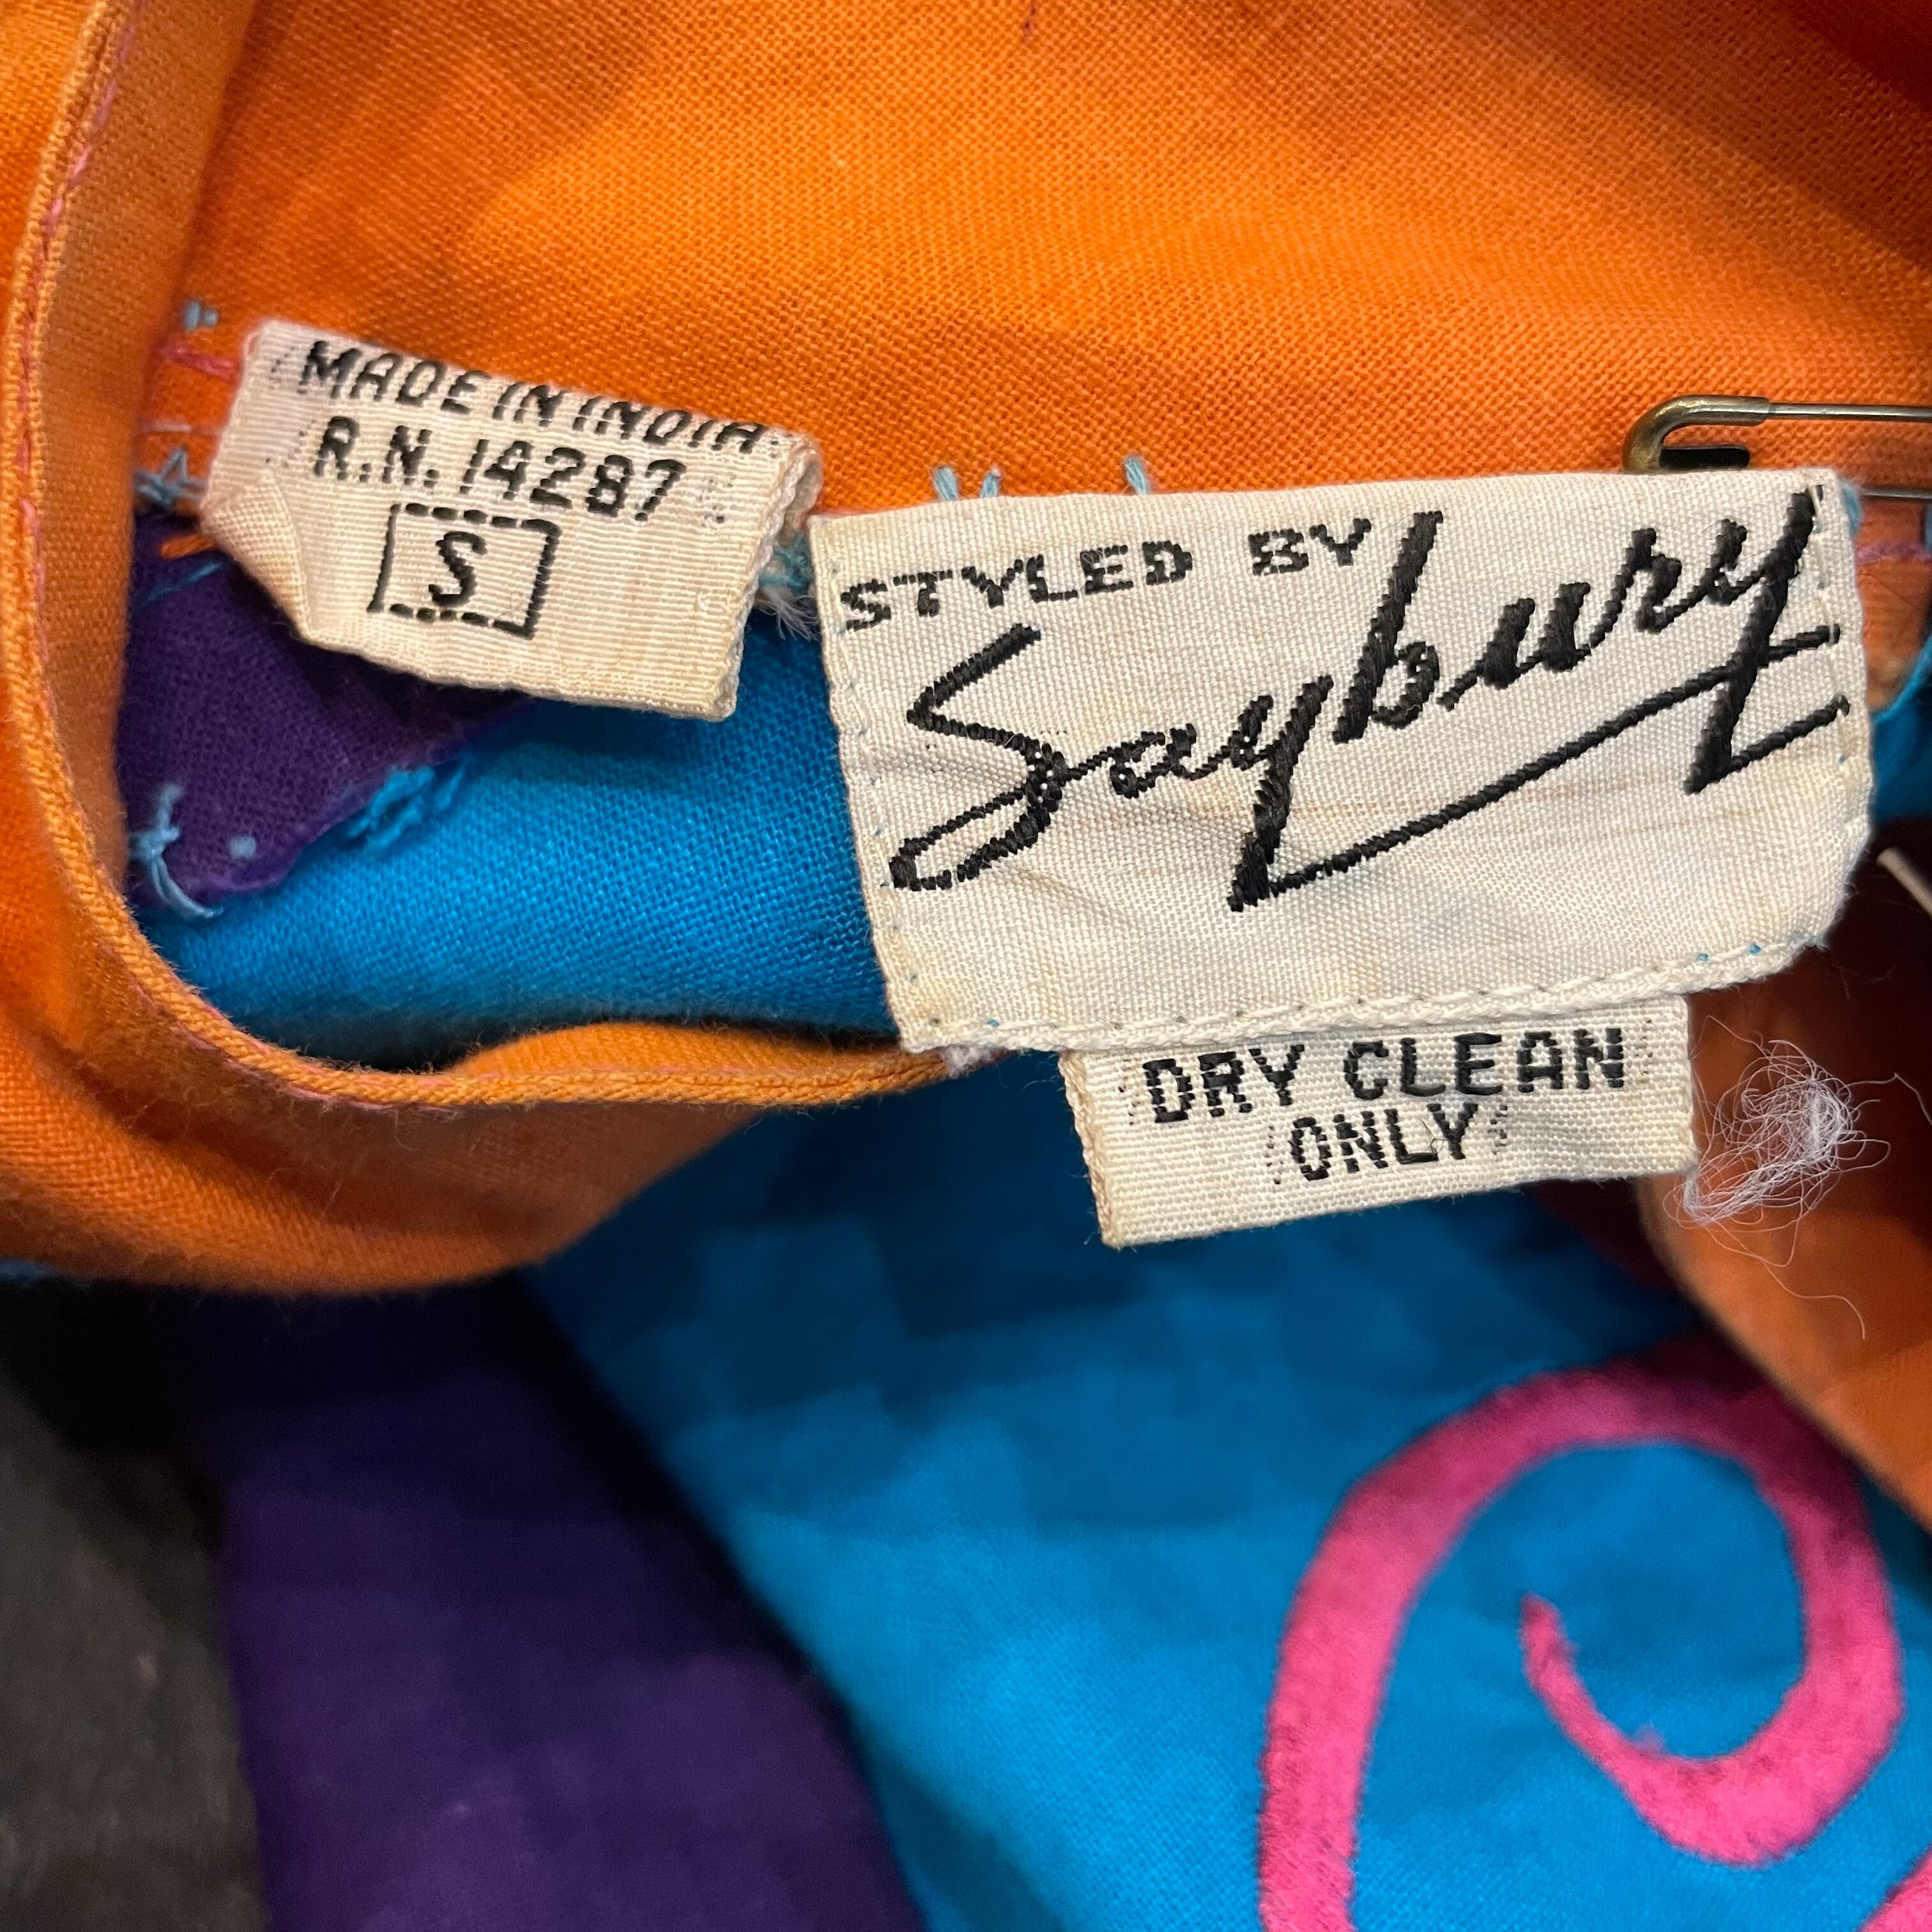 MADE IN INDIA
R.N. 14287
S
STYLED BY
Saybury
DRY CLEAN
ONLY